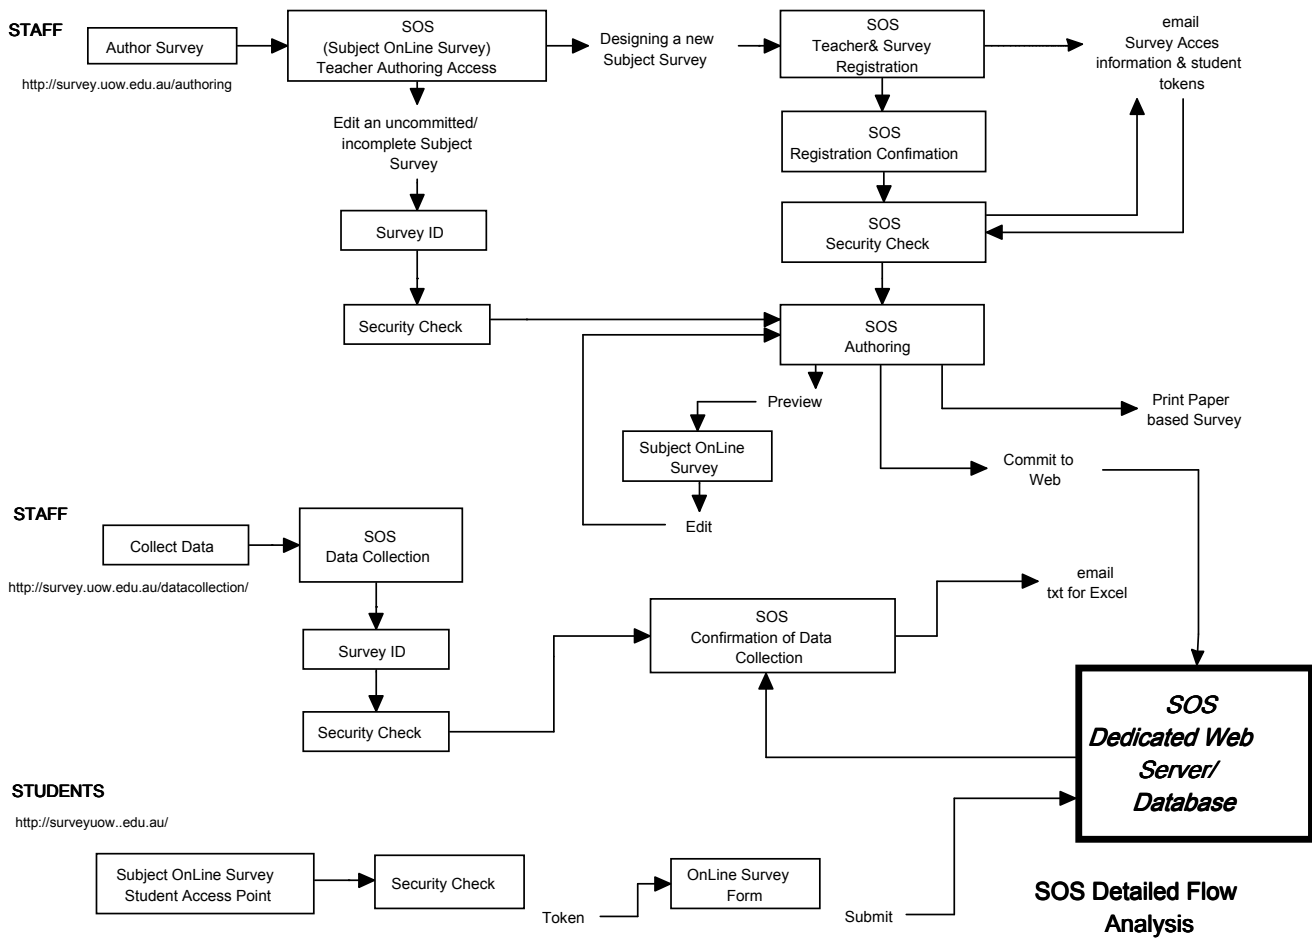 STAFF
Author Survey
http://survey.uow.edu.au/authoring
SOS
(Subject OnLine Survey)
Teacher Authoring Access
Designing a new
Subject Survey
SOS
Teacher& Survey
Registration
email
Survey Acces
information & student
tokens
Edit an uncommitted/
incomplete Subject
Survey
SOS
Registration Confimation
Survey ID
SOS
Security Check
Security Check
SOS
Authoring
Preview
Print Paper
based Survey
Subject OnLine
Survey
Commit to
Web
Edit
STAFF
Collect Data
http://survey.uow.edu.au/datacollection/
SOS
Data Collection
email
txt for Excel
Survey ID
SOS
Confirmation of Data
Collection
Security Check
SOS
Dedicated Web
Server/
Database
STUDENTS
http://surveyuow..edu.au/
Subject OnLine Survey
Student Access Point
Security Check
Token
OnLine Survey
Form
Submit
SOS Detailed Flow
Analysis